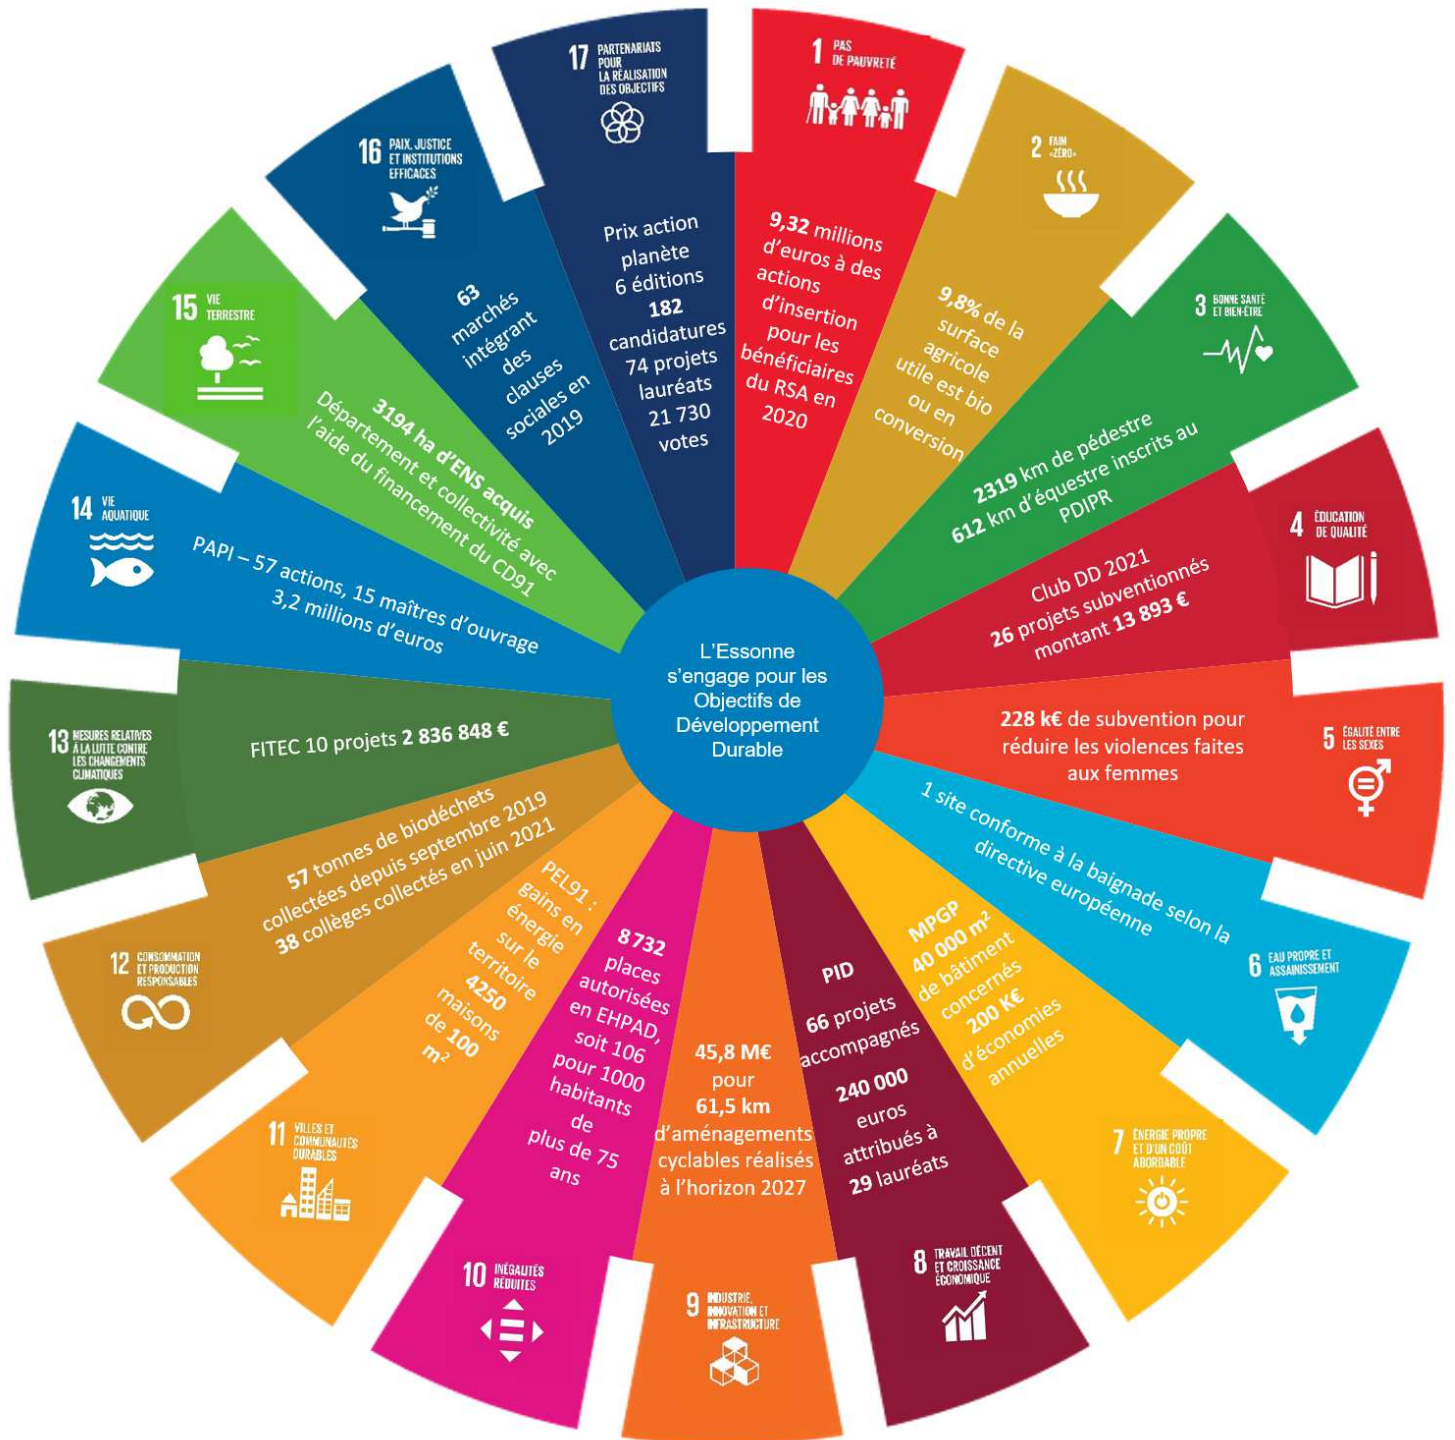 L'Essonne
s'engage pour les
Objectifs de
Développement
Durable
1 PAS
DE PAUVRETÉ
9,32 millions
d'euros à des
actions
d'insertion
pour les
bénéficiaires
du RSA en
2020
2 FAIM
«ZÉRO»
9,8% de la
surface
agricole
utile est bio
ou en
conversion
3 BONNE SANTÉ
ET BIEN-ÊTRE
2319 km de pédestre
612 km d'équestre inscrits au
PDIPR
4 ÉDUCATION
DE QUALITÉ
Club DD 2021
26 projets subventionnés
montant 13 893 €
5 ÉGALITÉ ENTRE
LES SEXES
228 k€ de subvention pour
réduire les violences faites
aux femmes
6 EAU PROPRE ET
ASSAINISSEMENT
1 site conforme à la baignade selon la
directive européenne
7 ÉNERGIE PROPRE
ET D'UN COÛT
ABORDABLE
MPGP
40 000 m²
de bâtiment
concernés
200 K€
d'économies
annuelles
8 TRAVAIL DÉCENT
ET CROISSANCE
ÉCONOMIQUE
PID
66 projets
accompagnés
240 000
euros
attribués à
29 lauréats
9 INDUSTRIE,
INNOVATION ET
INFRASTRUCTURE
45,8 M€
pour
61,5 km
d'aménagements
cyclables réalisés
à l'horizon 2027
10 INÉGALITÉS
RÉDUITES
8 732
places
autorisées
en EHPAD,
soit 106
pour 1000
habitants
de
plus de 75
ans
11 VILLES ET
COMMUNAUTÉS
DURABLES
PEL91 :
gains en
énergie
sur le
territoire
4250
maisons
de 100
m²
12 CONSOMMATION
ET PRODUCTION
RESPONSABLES
57 tonnes de biodéchets
collectées depuis septembre 2019
38 collèges collectés en juin 2021
13 MESURES RELATIVES
À LA LUTTE CONTRE
LES CHANGEMENTS
CLIMATIQUES
FITEC 10 projets 2 836 848 €
14 VIE
AQUATIQUE
PAPI – 57 actions, 15 maîtres d'ouvrage
3,2 millions d'euros
15 VIE
TERRESTRE
3194 ha d'ENS acquis
Département et collectivité avec
l'aide du financement du CD91
16 PAIX, JUSTICE
ET INSTITUTIONS
EFFICACES
63
marchés
intégrant
des
clauses
sociales en
2019
17 PARTENARIATS
POUR
LA RÉALISATION
DES OBJECTIFS
Prix action
planète
6 éditions
182
candidatures
74 projets
lauréats
21 730
votes